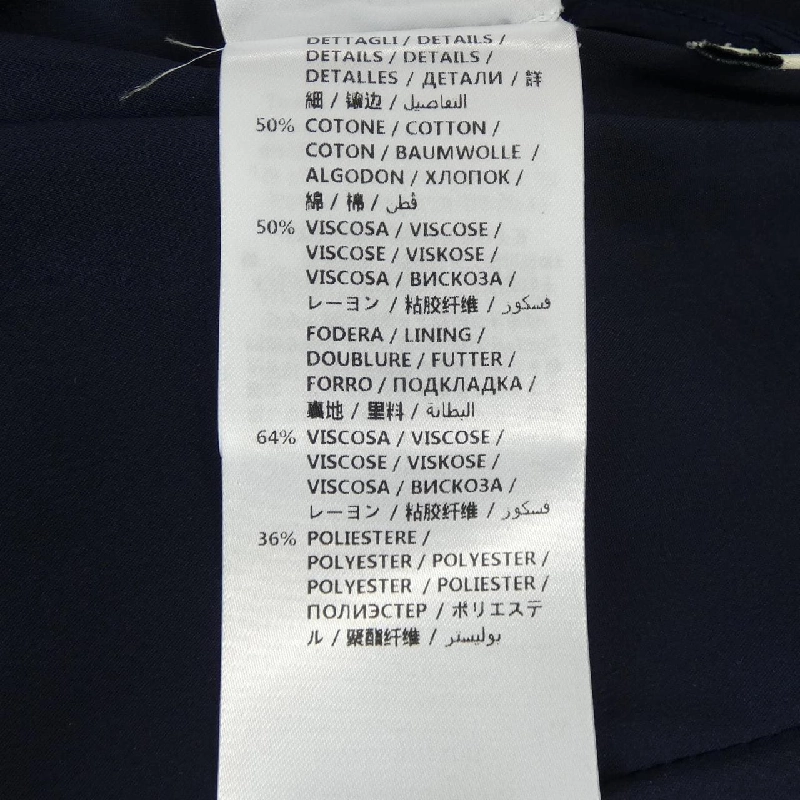 DETTAGLI / DETAILS /
DETAILS / DETAILS /
DETALLES / ДЕТАЛИ / 詳
細 / 镶边 / التفاصيل
50% COTONE / COTTON /
COTON / BAUMWOLLE /
ALGODON / ХЛОПОК /
綿 / 棉 / قطن
50% VISCOSA / VISCOSE /
VISCOSE / VISKOSE /
VISCOSA / ВИСКОЗА /
レーヨン / 粘胶纤维 / فسكوز
FODERA / LINING /
DOUBLURE / FUTTER /
FORRO / ПОДКЛАДКА /
裏地 / 里料 / البطانة
64% VISCOSA / VISCOSE /
VISCOSE / VISKOSE /
VISCOSA / ВИСКОЗА /
レーヨン / 粘胶纤维 / فسكوز
36% POLIESTERE /
POLYESTER / POLYESTER /
POLYESTER / POLIESTER /
ПОЛИЭСТЕР / ポリエステ
ル / 聚酯纤维 / بوليستر